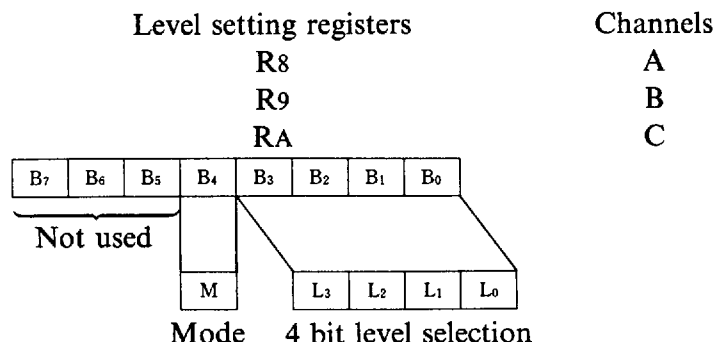 Level setting registers Channels
R8 A
R9 B
RA C
B7 B6 B5 B4 B3 B2 B1 B0
Not used
M L3 L2 L1 L0
Mode 4 bit level selection